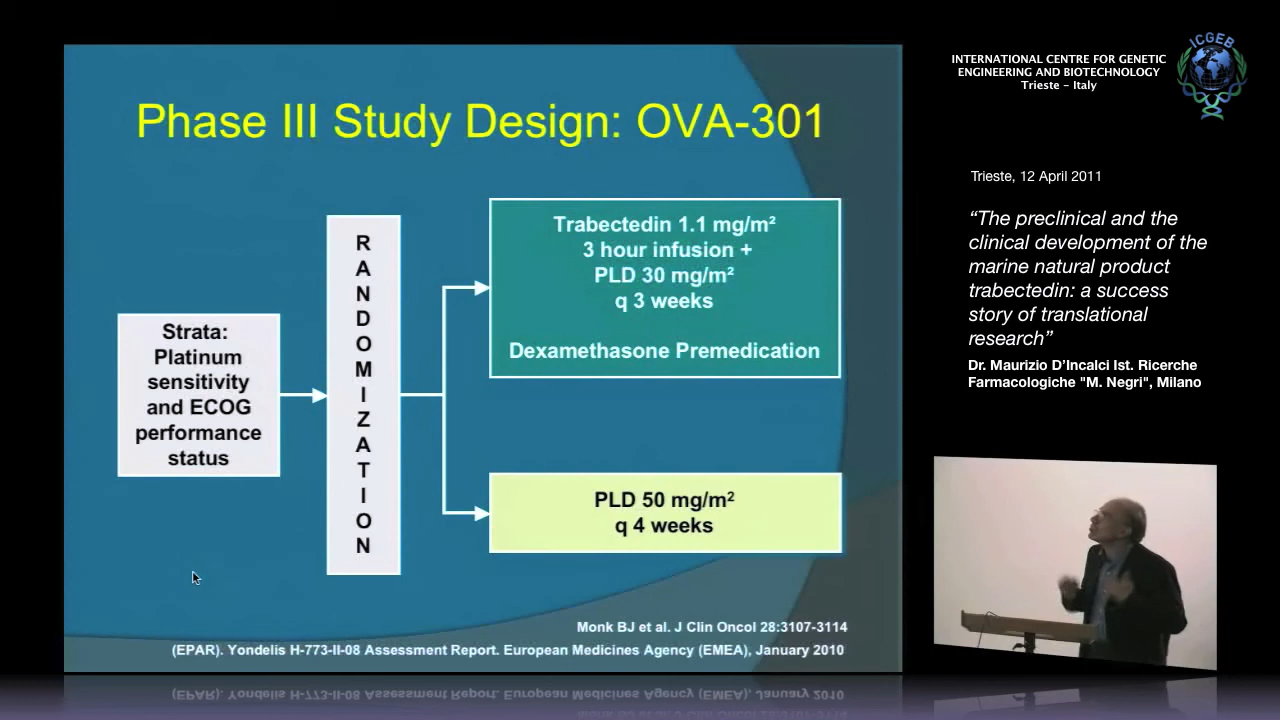 Phase III Study Design: OVA-301
Strata:
Platinum
sensitivity
and ECOG
performance
status
R
A
N
D
O
M
I
Z
A
T
I
O
N
Trabectedin 1.1 mg/m²
3 hour infusion +
PLD 30 mg/m²
q 3 weeks
Dexamethasone Premedication
PLD 50 mg/m²
q 4 weeks
Monk BJ et al. J Clin Oncol 28:3107-3114
(EPAR). Yondelis H-773-II-08 Assessment Report. European Medicines Agency (EMEA), January 2010
INTERNATIONAL CENTRE FOR GENETIC
ENGINEERING AND BIOTECHNOLOGY
Trieste - Italy
ICGEB
Trieste, 12 April 2011
“The preclinical and the
clinical development of the
marine natural product
trabectedin: a success
story of translational
research”
Dr. Maurizio D’Incalci Ist. Ricerche
Farmacologiche "M. Negri", Milano